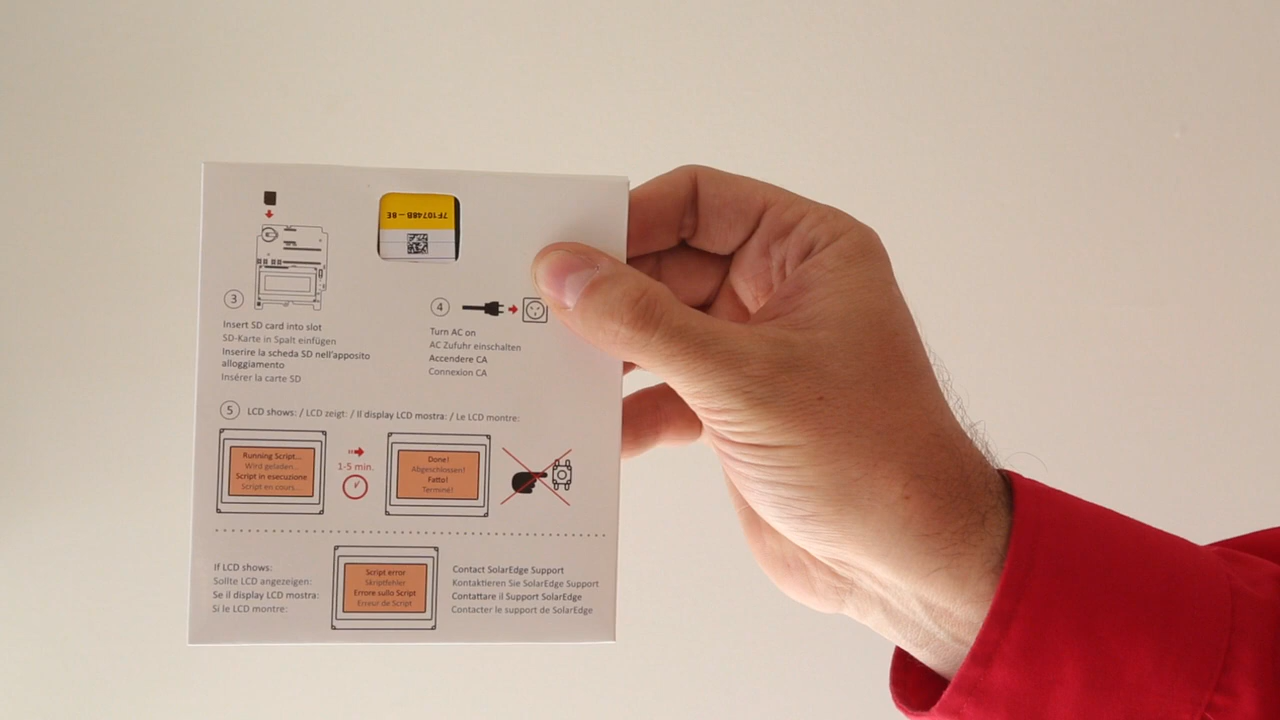 7F10748B-8E
3
Insert SD card into slot
SD-Karte in Spalt einfügen
Inserire la scheda SD nell'apposito
alloggiamento
Insérer la carte SD
4
Turn AC on
AC Zufuhr einschalten
Accendere CA
Connexion CA
5 LCD shows: / LCD zeigt: / Il display LCD mostra: / Le LCD montre:
Running Script...
Wird geladen...
Script in esecuzione
Script en cours...
1-5 min.
Done!
Abgeschlossen!
Fatto!
Terminé!
If LCD shows:
Sollte LCD angezeigen:
Se il display LCD mostra:
Si le LCD montre:
Script error
Skriptfehler
Errore sullo Script
Erreur de Script
Contact SolarEdge Support
Kontaktieren Sie SolarEdge Support
Contattare il Support SolarEdge
Contacter le support de SolarEdge